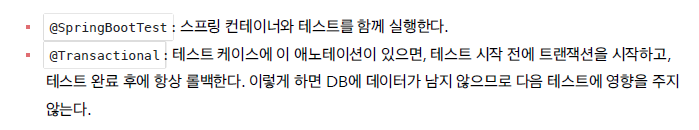 @SpringBootTest : 스프링 컨테이너와 테스트를 함께 실행한다.
@Transactional : 테스트 케이스에 이 애노테이션이 있으면, 테스트 시작 전에 트랜잭션을 시작하고,
테스트 완료 후에 항상 롤백한다. 이렇게 하면 DB에 데이터가 남지 않으므로 다음 테스트에 영향을 주지
않는다.